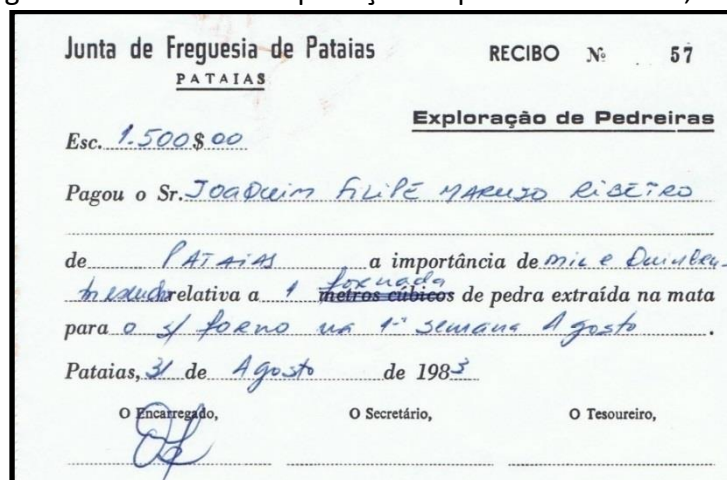 Junta de Freguesia de Pataias
PATAIAS
RECIBO Nº 57
Exploração de Pedreiras
Esc. 1.500$00
Pagou o Sr. Joaquim Filipe Marujo Ribeiro
de Pataias a importância de mil e Quinhen-
tos escudos relativa a 1 fornada metros cúbicos de pedra extraída na mata
para o s/ forno na 1ª semana Agosto.
Pataias, 31 de Agosto de 1983
O Encarregado, O Secretário, O Tesoureiro,